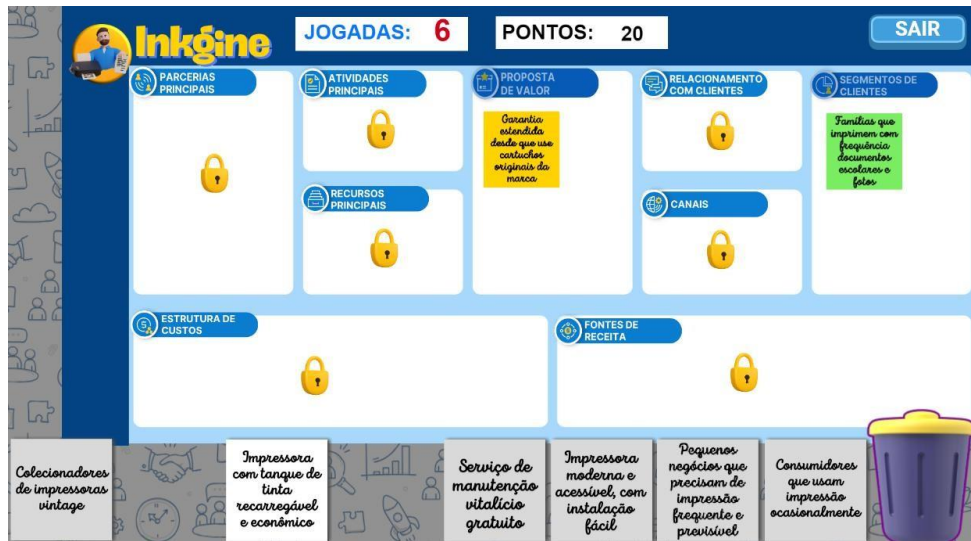 Inkgine
JOGADAS: 6
PONTOS: 20
SAIR
PARCERIAS
PRINCIPAIS
ATIVIDADES
PRINCIPAIS
PROPOSTA
DE VALOR
RELACIONAMENTO
COM CLIENTES
SEGMENTOS DE
CLIENTES
Garantia
estendida
desde que use
cartuchos
originais da
marca
Famílias que
imprimem com
frequência
documentos
escolares e
fotos
RECURSOS
PRINCIPAIS
CANAIS
ESTRUTURA DE
CUSTOS
FONTES DE
RECEITA
Colecionadores
de impressoras
vintage
Impressora
com tanque de
tinta
recarregável
e econômico
Serviço de
manutenção
vitalício
gratuito
Impressora
moderna e
acessível, com
instalação
fácil
Pequenos
negócios que
precisam de
impressão
frequente e
previsível
Consumidores
que usam
impressão
ocasionalmente